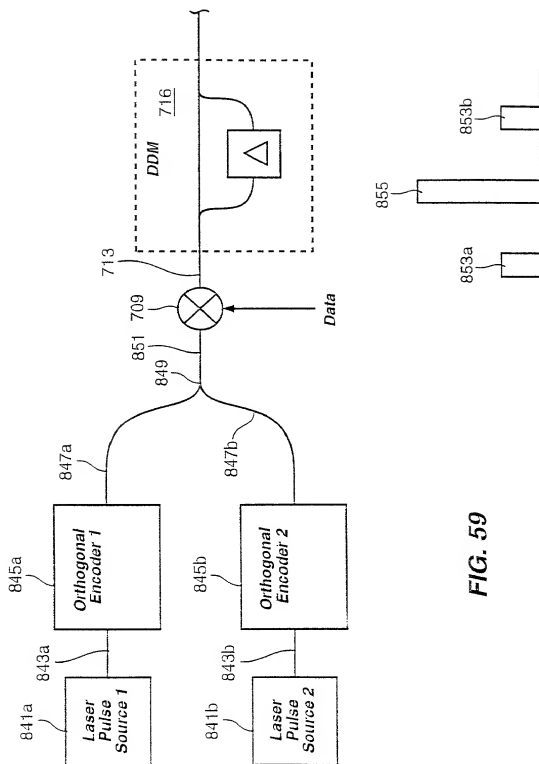 841a
Laser
Pulse
Source 1
843a
845a
Orthogonal
Encoder 1
847a
841b
Laser
Pulse
Source 2
843b
845b
Orthogonal
Encoder 2
847b
849
851
709
Data
713
DDM
716
Δ
853a
855
853b
FIG. 59